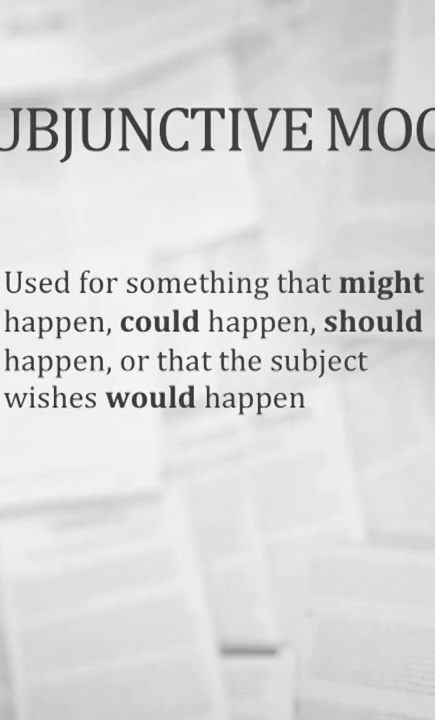 UBJUNCTIVE MOO
Used for something that might
happen, could happen, should
happen, or that the subject
wishes would happen